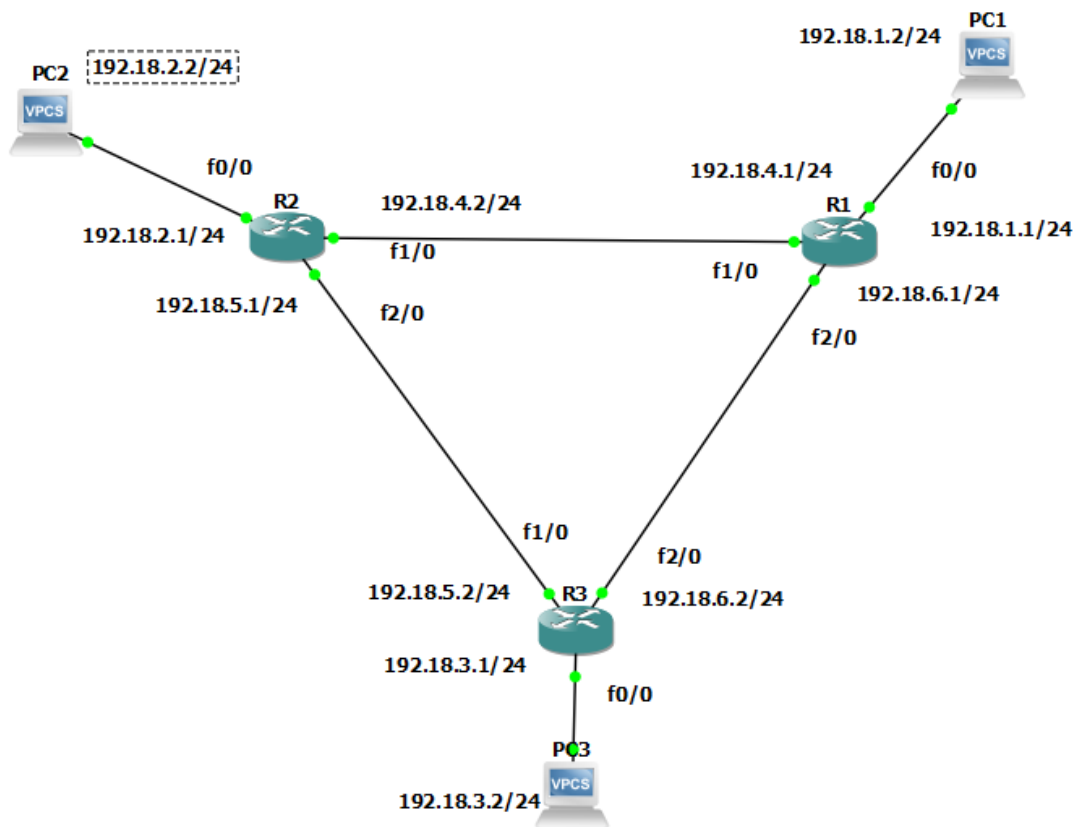 PC1
192.18.1.2/24
192.18.2.2/24
PC2
VPCS
VPCS
f0/0
192.18.4.1/24
f0/0
R2
192.18.4.2/24
R1
192.18.2.1/24
192.18.1.1/24
f1/0
f1/0
192.18.5.1/24
192.18.6.1/24
f2/0
f2/0
f1/0
f2/0
192.18.5.2/24
R3
192.18.6.2/24
192.18.3.1/24
f0/0
PC3
VPCS
192.18.3.2/24